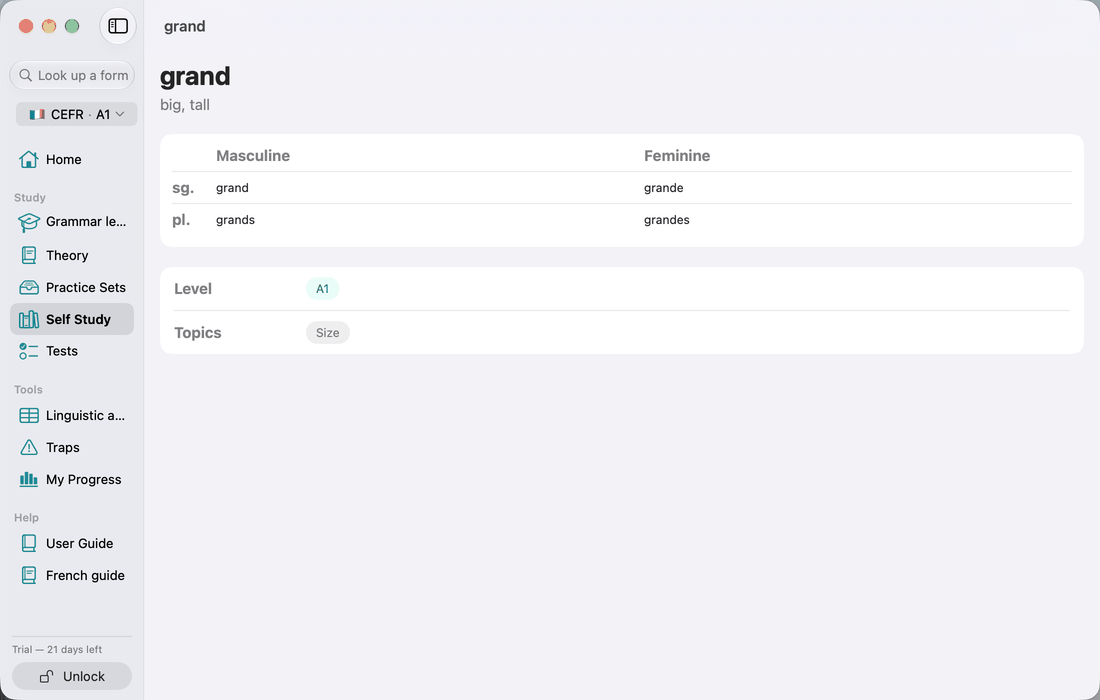 grand
Look up a form
CEFR · A1
Home
Study
Grammar le...
Theory
Practice Sets
Self Study
Tests
Tools
Linguistic a...
Traps
My Progress
Help
User Guide
French guide
Trial — 21 days left
Unlock
grand
big, tall
Masculine Feminine
sg. grand grande
pl. grands grandes
Level A1
Topics Size